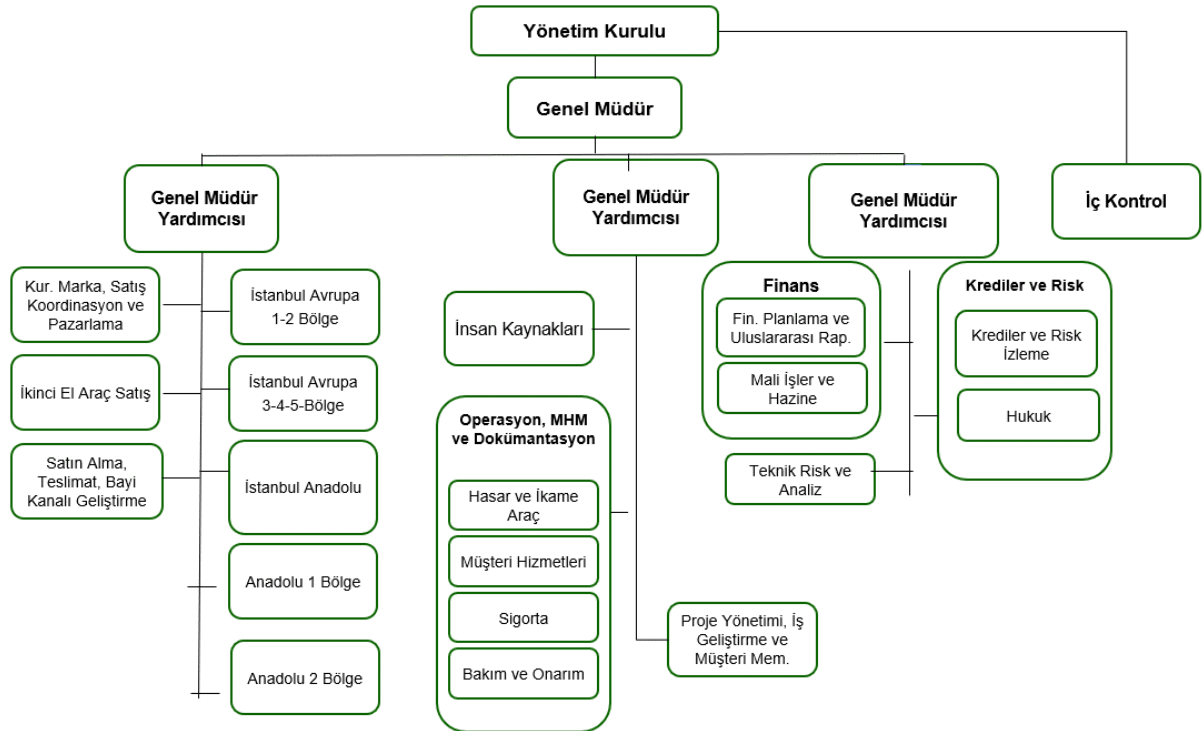 Yönetim Kurulu
Genel Müdür
Genel Müdür
Yardımcısı
Genel Müdür
Yardımcısı
Genel Müdür
Yardımcısı
İç Kontrol
Kur. Marka, Satış
Koordinasyon ve
Pazarlama
İkinci El Araç Satış
Satın Alma,
Teslimat, Bayi
Kanalı Geliştirme
İstanbul Avrupa
1-2 Bölge
İstanbul Avrupa
3-4-5-Bölge
İstanbul Anadolu
Anadolu 1 Bölge
Anadolu 2 Bölge
İnsan Kaynakları
Operasyon, MHM
ve Dokümantasyon
Hasar ve İkame
Araç
Müşteri Hizmetleri
Sigorta
Bakım ve Onarım
Proje Yönetimi, İş
Geliştirme ve
Müşteri Mem.
Finans
Fin. Planlama ve
Uluslararası Rap.
Mali İşler ve
Hazine
Teknik Risk ve
Analiz
Krediler ve Risk
Krediler ve Risk
İzleme
Hukuk